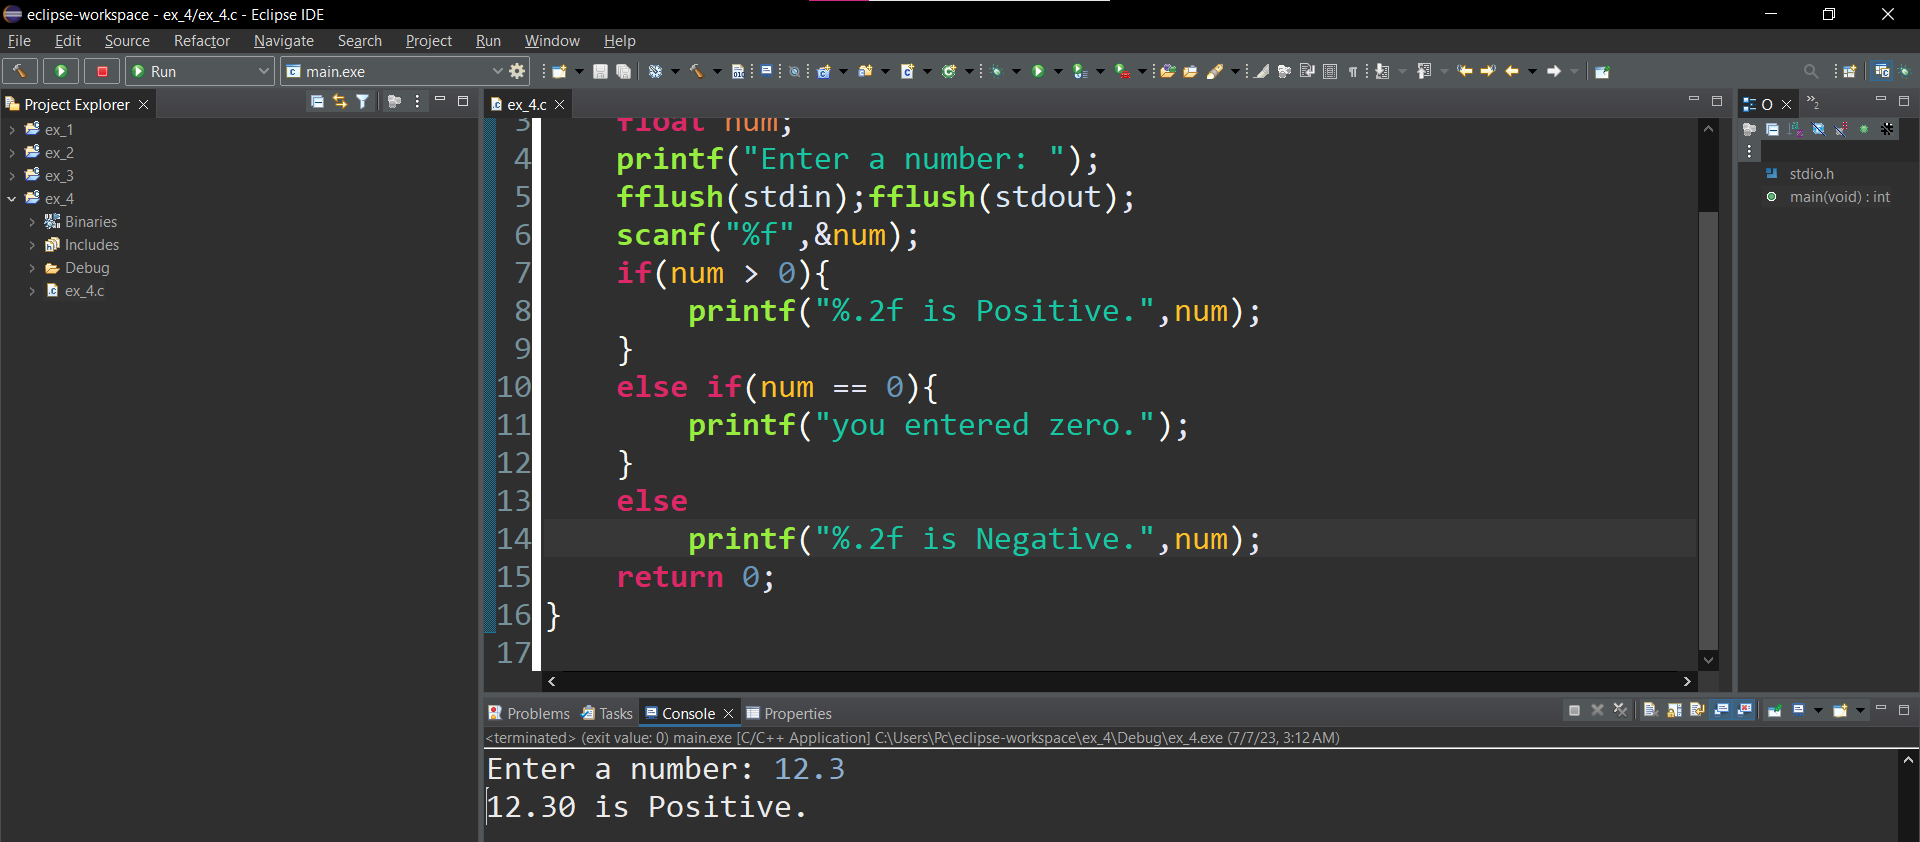 eclipse-workspace - ex_4/ex_4.c - Eclipse IDE
File Edit Source Refactor Navigate Search Project Run Window Help
Run main.exe
Project Explorer
ex_1
ex_2
ex_3
ex_4
Binaries
Includes
Debug
ex_4.c
ex_4.c
3 float num;
4 printf("Enter a number: ");
5 fflush(stdin);fflush(stdout);
6 scanf("%f",&num);
7 if(num > 0){
8 printf("%.2f is Positive.",num);
9 }
10 else if(num == 0){
11 printf("you entered zero.");
12 }
13 else
14 printf("%.2f is Negative.",num);
15 return 0;
16 }
17
O 2
stdio.h
main(void) : int
Problems Tasks Console Properties
<terminated> (exit value: 0) main.exe [C/C++ Application] C:\Users\Pc\eclipse-workspace\ex_4\Debug\ex_4.exe (7/7/23, 3:12 AM)
Enter a number: 12.3
12.30 is Positive.